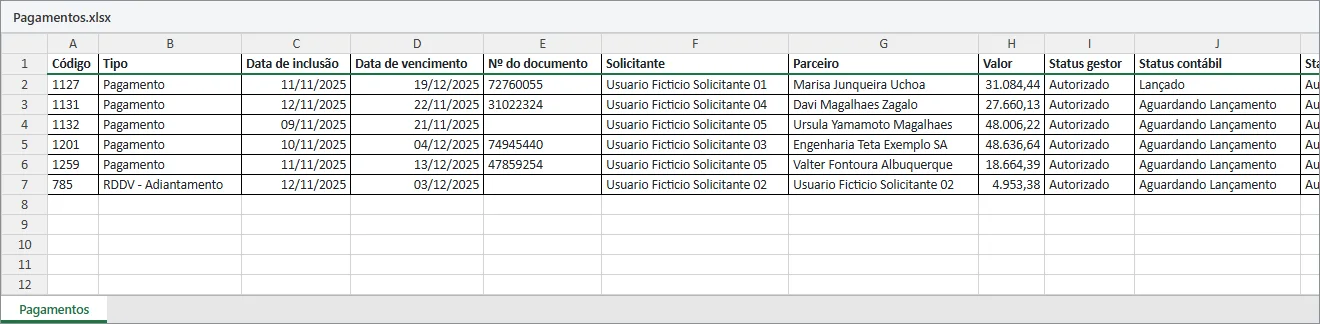 Pagamentos.xlsx
A B C D E F G H I J
1 Código Tipo Data de inclusão Data de vencimento Nº do documento Solicitante Parceiro Valor Status gestor Status contábil
2 1127 Pagamento 11/11/2025 19/12/2025 72760055 Usuario Ficticio Solicitante 01 Marisa Junqueira Uchoa 31.084,44 Autorizado Lançado
3 1131 Pagamento 12/11/2025 22/11/2025 31022324 Usuario Ficticio Solicitante 04 Davi Magalhaes Zagalo 27.660,13 Autorizado Aguardando Lançamento
4 1132 Pagamento 09/11/2025 21/11/2025 Usuario Ficticio Solicitante 05 Ursula Yamamoto Magalhaes 48.006,22 Autorizado Aguardando Lançamento
5 1201 Pagamento 10/11/2025 04/12/2025 74945440 Usuario Ficticio Solicitante 03 Engenharia Teta Exemplo SA 48.636,64 Autorizado Aguardando Lançamento
6 1259 Pagamento 11/11/2025 13/12/2025 47859254 Usuario Ficticio Solicitante 05 Valter Fontoura Albuquerque 18.664,39 Autorizado Aguardando Lançamento
7 785 RDDV - Adiantamento 12/11/2025 03/12/2025 Usuario Ficticio Solicitante 02 Usuario Ficticio Solicitante 02 4.953,38 Autorizado Aguardando Lançamento
8
9
10
11
12
Pagamentos